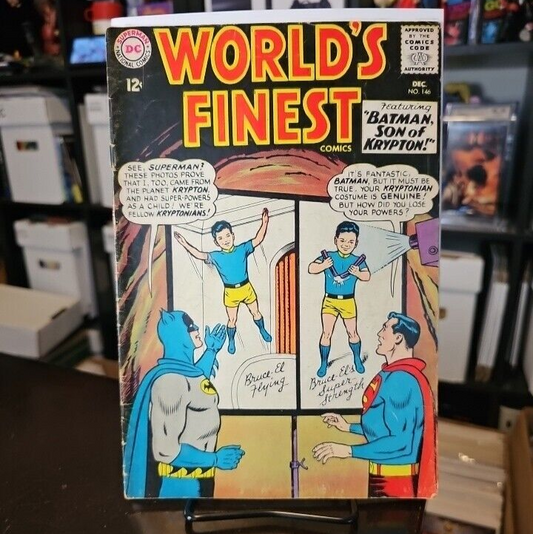 SUPERMAN
DC
NATIONAL COMICS
12¢
WORLD'S
FINEST
COMICS
APPROVED
BY THE
COMICS
CODE
AUTHORITY
DEC.
NO. 146
Featuring
"BATMAN,
SON of
KRYPTON!"
SEE, SUPERMAN?
THESE PHOTOS PROVE
THAT I, TOO, CAME FROM
THE PLANET KRYPTON,
AND HAD SUPER-POWERS
AS A CHILD! WE'RE
FELLOW KRYPTONIANS!
IT'S FANTASTIC,
BATMAN, BUT IT MUST BE
TRUE. YOUR KRYPTONIAN
COSTUME IS GENUINE!
BUT HOW DID YOU LOSE
YOUR POWERS?
Bruce-El
Flying
Bruce-El's
Super-
Strength